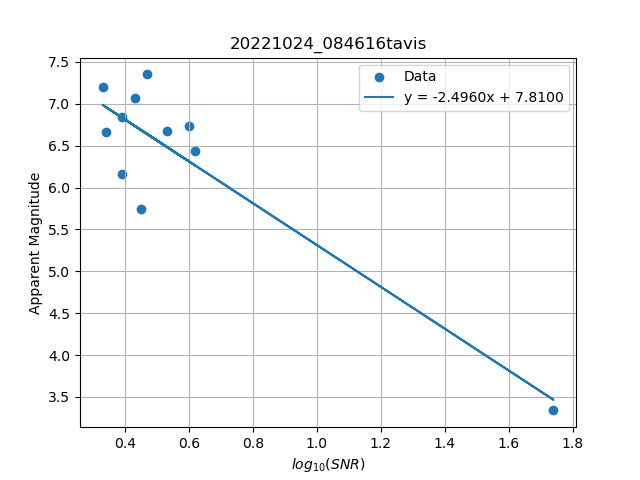 20221024_084616tavis
Data
y = -2.4960x + 7.8100
Apparent Magnitude
7.5
7.0
6.5
6.0
5.5
5.0
4.5
4.0
3.5
0.4 0.6 0.8 1.0 1.2 1.4 1.6 1.8
log10(SNR)